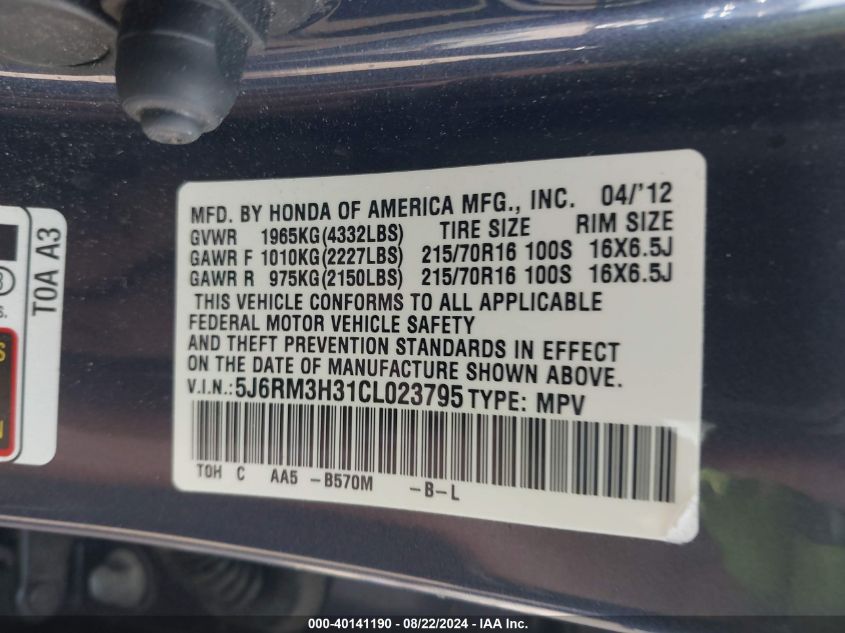 MFD. BY HONDA OF AMERICA MFG., INC. 04/'12
GVWR 1965KG(4332LBS) TIRE SIZE RIM SIZE
GAWR F 1010KG(2227LBS) 215/70R16 100S 16X6.5J
GAWR R 975KG(2150LBS) 215/70R16 100S 16X6.5J
THIS VEHICLE CONFORMS TO ALL APPLICABLE
FEDERAL MOTOR VEHICLE SAFETY
AND THEFT PREVENTION STANDARDS IN EFFECT
ON THE DATE OF MANUFACTURE SHOWN ABOVE.
V.I.N.: 5J6RM3H31CL023795 TYPE: MPV
TOH C AA5 -B570M -B-L
T0A A3
000-40141190 - 08/22/2024 - IAA Inc.